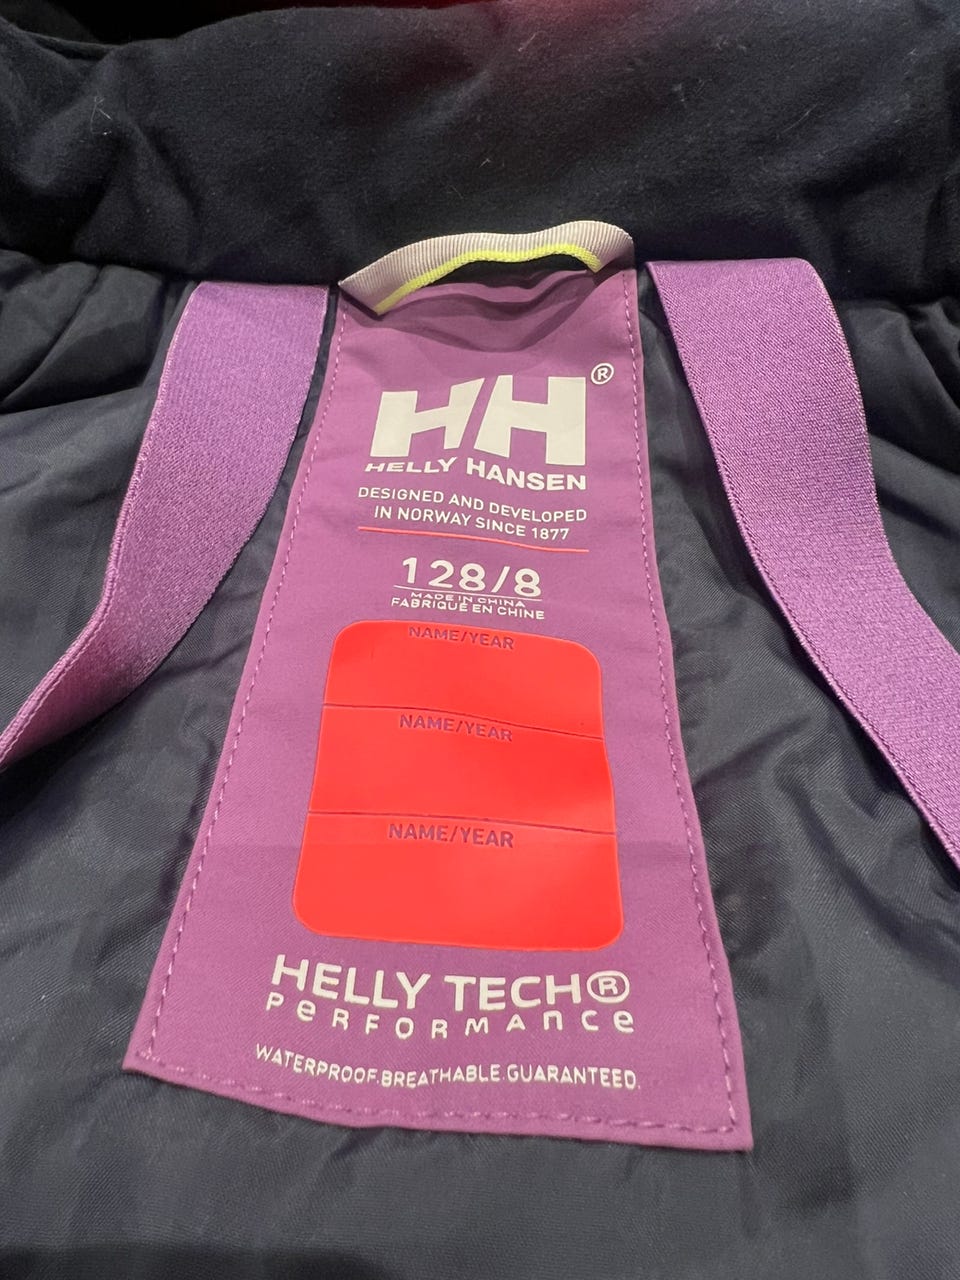 HH®
HELLY HANSEN
DESIGNED AND DEVELOPED
IN NORWAY SINCE 1877
128/8
MADE IN CHINA
FABRIQUÉ EN CHINE
NAME/YEAR
NAME/YEAR
NAME/YEAR
HELLY TECH®
PeRFORMAnce
WATERPROOF.BREATHABLE.GUARANTEED.